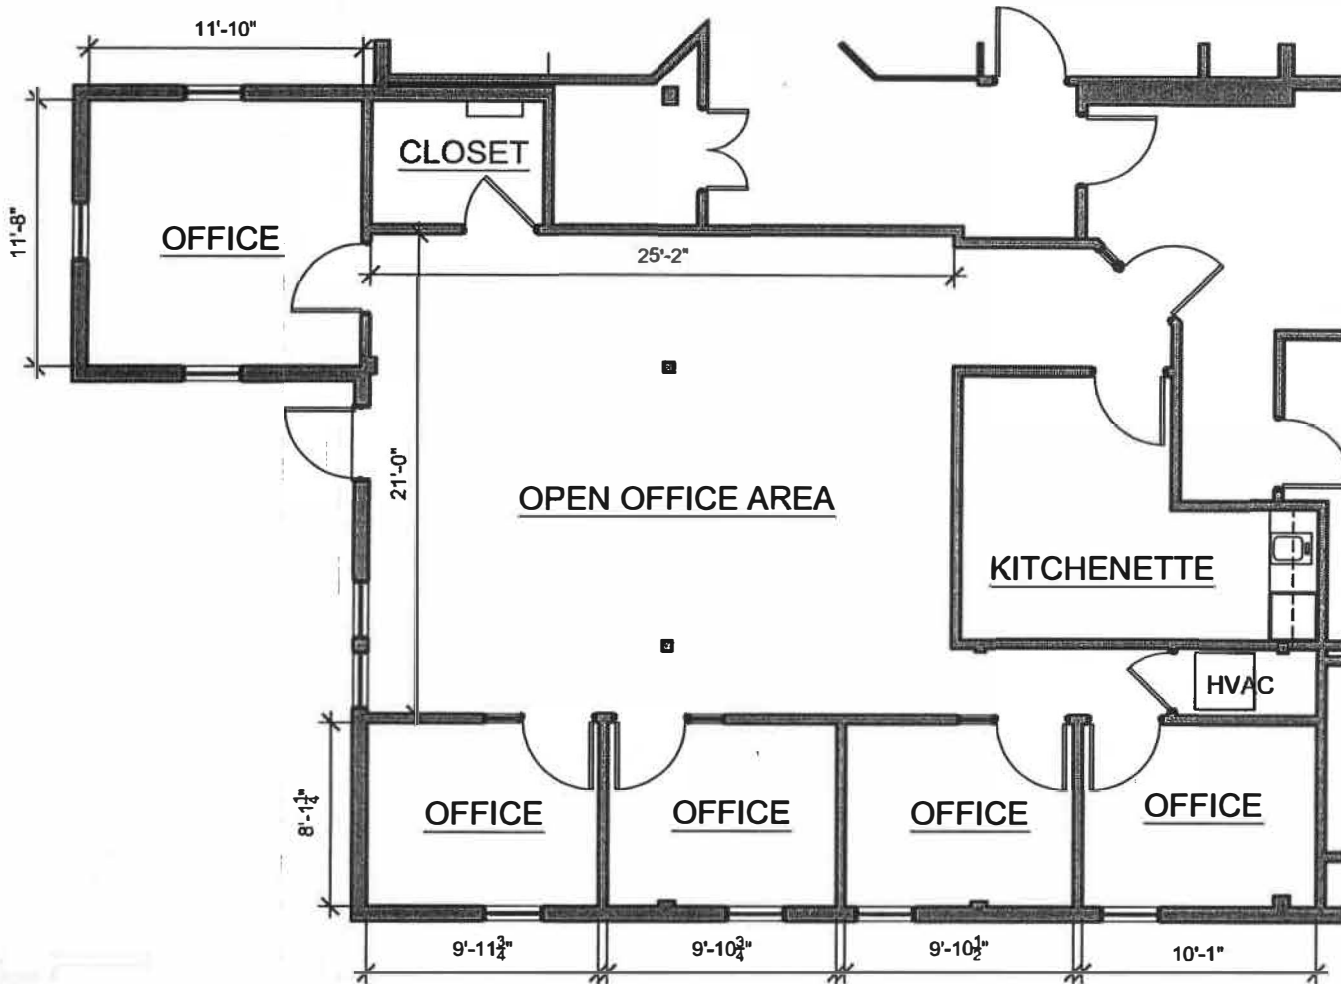 11'-10"
CLOSET
11'-8"
OFFICE
25'-2"
21'-0"
OPEN OFFICE AREA
KITCHENETTE
HVAC
8'-1¼"
OFFICE
OFFICE
OFFICE
OFFICE
9'-11¾"
9'-10¾"
9'-10½"
10'-1"